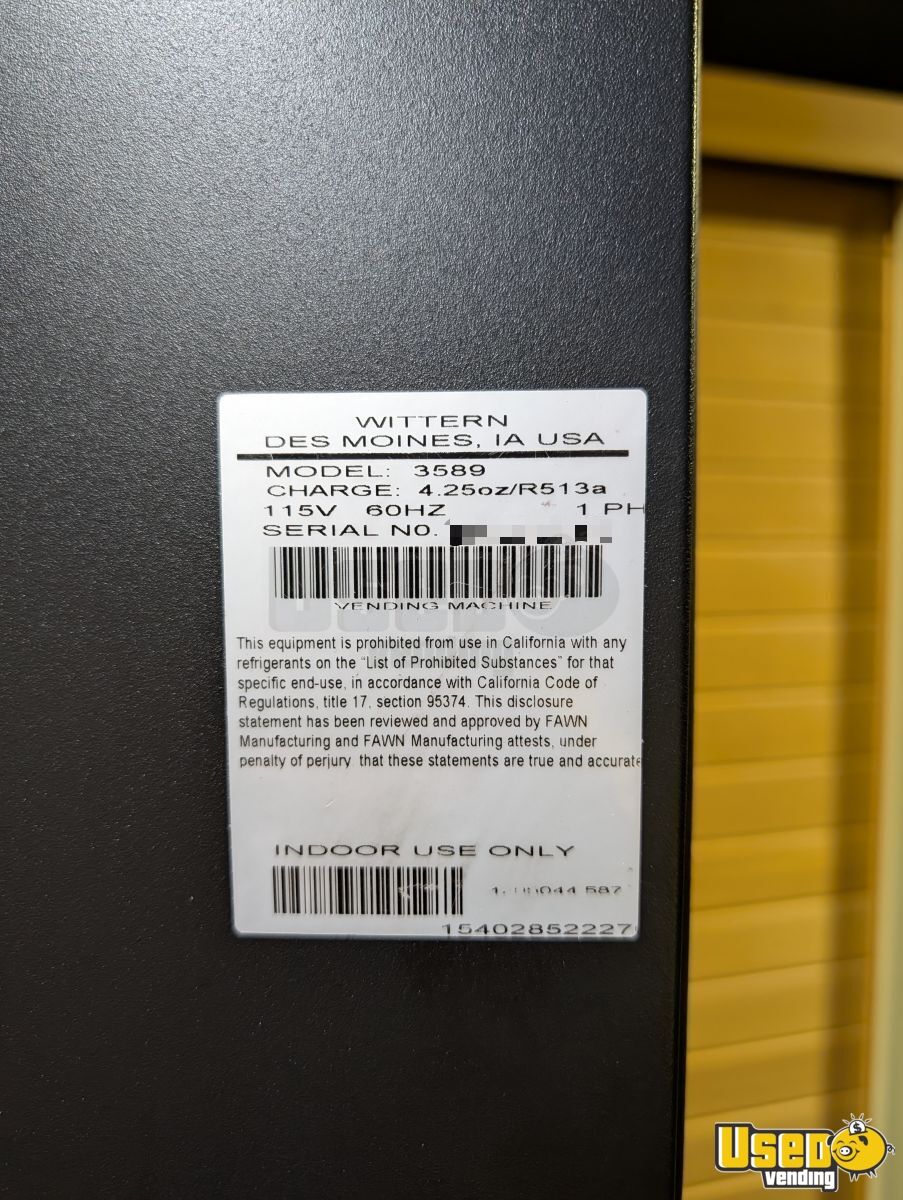 WITTERN
DES MOINES, IA USA
MODEL: 3589
CHARGE: 4.25oz/R513a
115V 60HZ 1 PH
SERIAL NO.
VENDING MACHINE
This equipment is prohibited from use in California with any
refrigerants on the "List of Prohibited Substances" for that
specific end-use, in accordance with California Code of
Regulations, title 17, section 95374. This disclosure
statement has been reviewed and approved by FAWN
Manufacturing and FAWN Manufacturing attests, under
penalty of perjury that these statements are true and accurate
INDOOR USE ONLY
587
15402852227
USED
vending